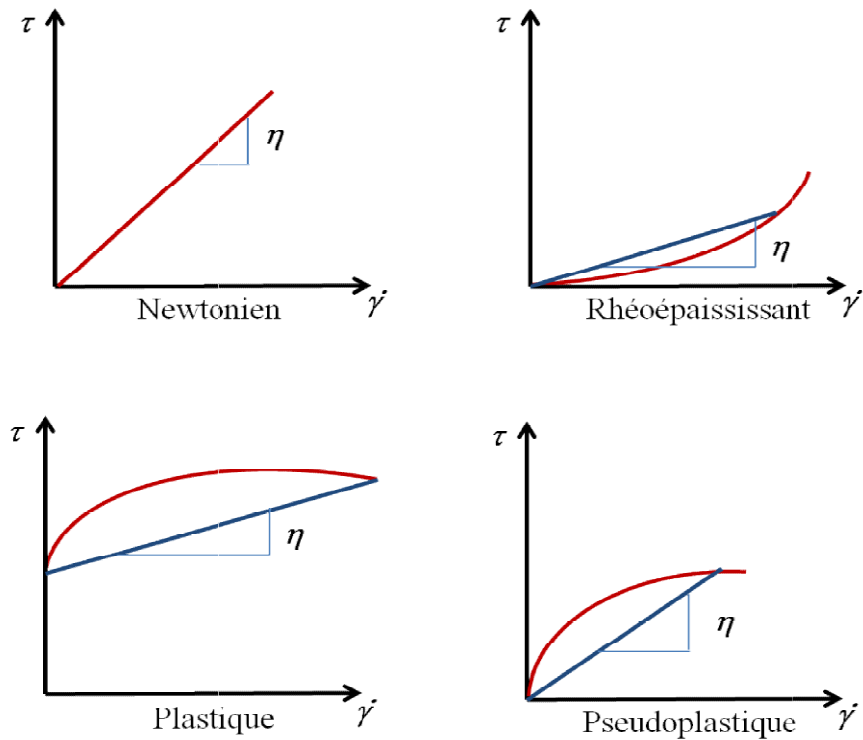 τ
η
γ̇
Newtonien
τ
η
γ̇
Rhéoépaississant
τ
η
γ̇
Plastique
τ
η
γ̇
Pseudoplastique